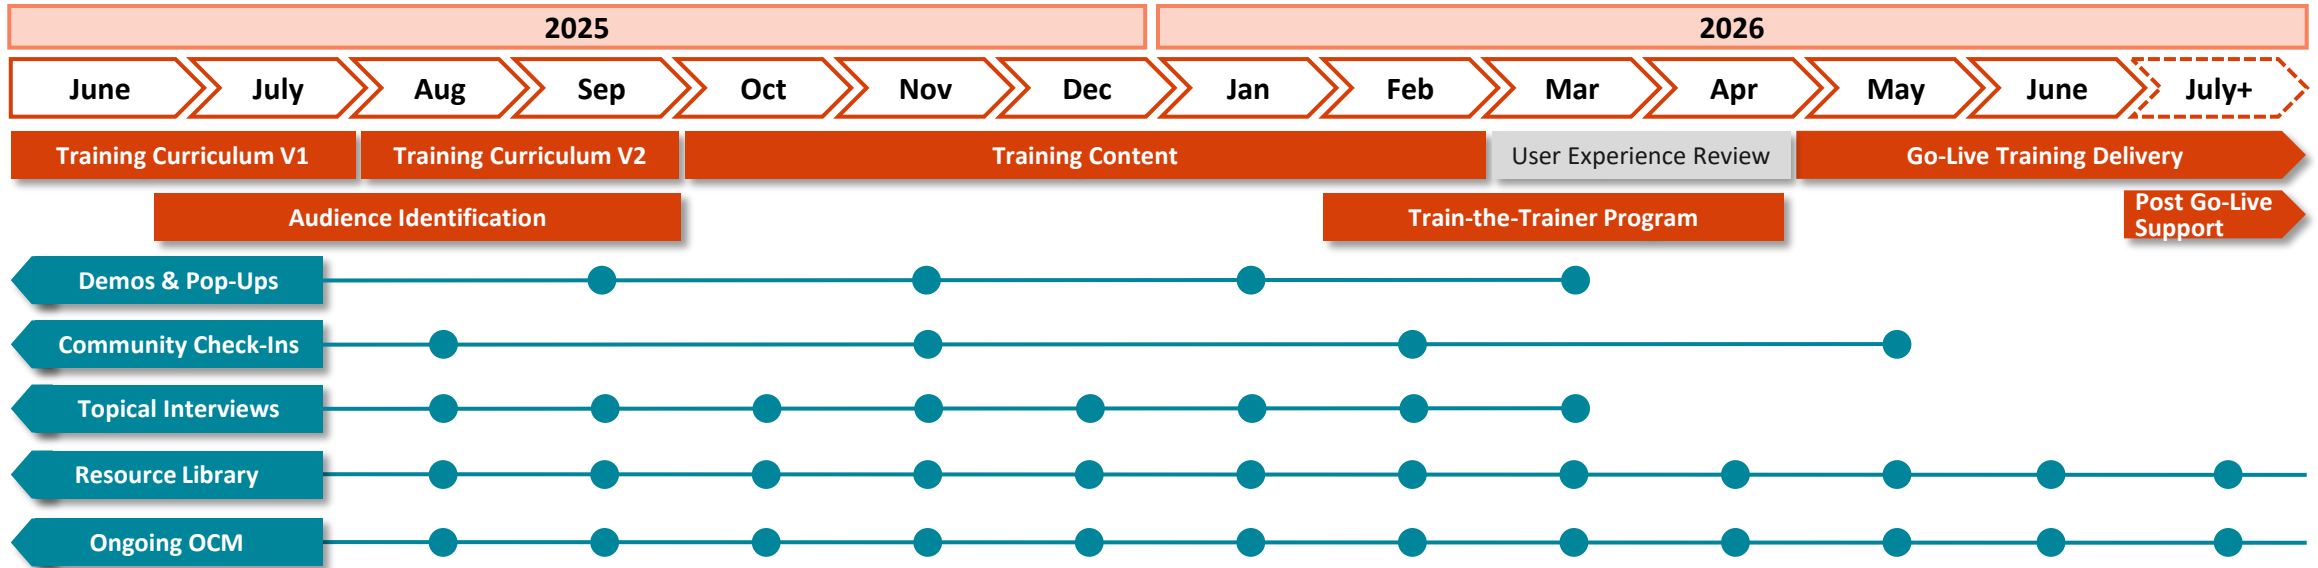 2025
2026
June
July
Aug
Sep
Oct
Nov
Dec
Jan
Feb
Mar
Apr
May
June
July+
Training Curriculum V1
Training Curriculum V2
Training Content
User Experience Review
Go-Live Training Delivery
Audience Identification
Train-the-Trainer Program
Post Go-Live
Support
Demos & Pop-Ups
Community Check-Ins
Topical Interviews
Resource Library
Ongoing OCM